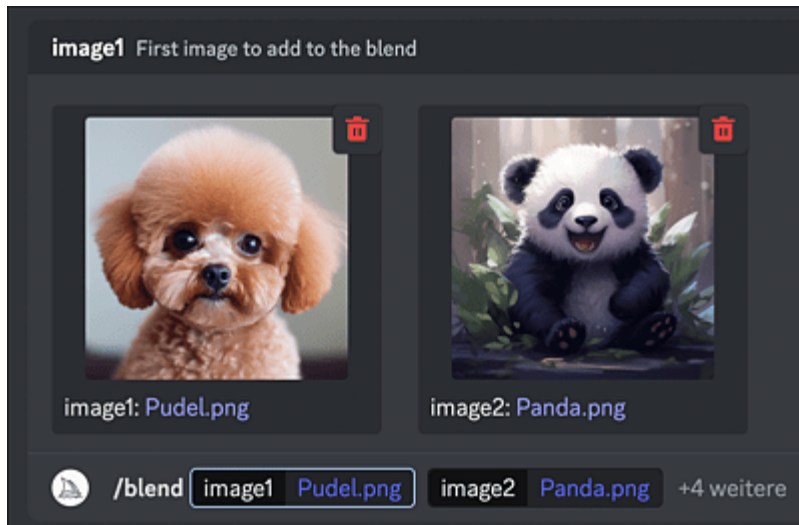 image1 First image to add to the blend
image1: Pudel.png
image2: Panda.png
/blend image1 Pudel.png image2 Panda.png +4 weitere